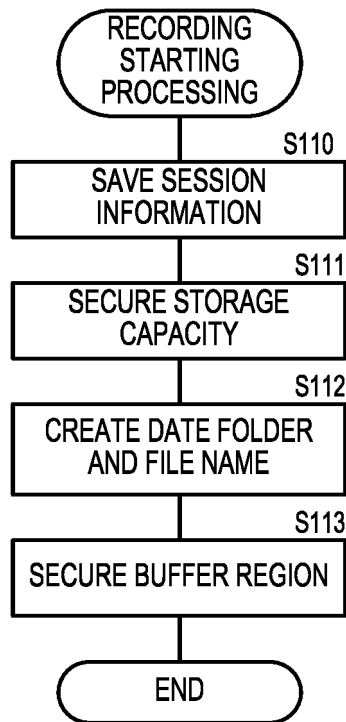 RECORDING
STARTING
PROCESSING
S110
SAVE SESSION
INFORMATION
S111
SECURE STORAGE
CAPACITY
S112
CREATE DATE FOLDER
AND FILE NAME
S113
SECURE BUFFER REGION
END